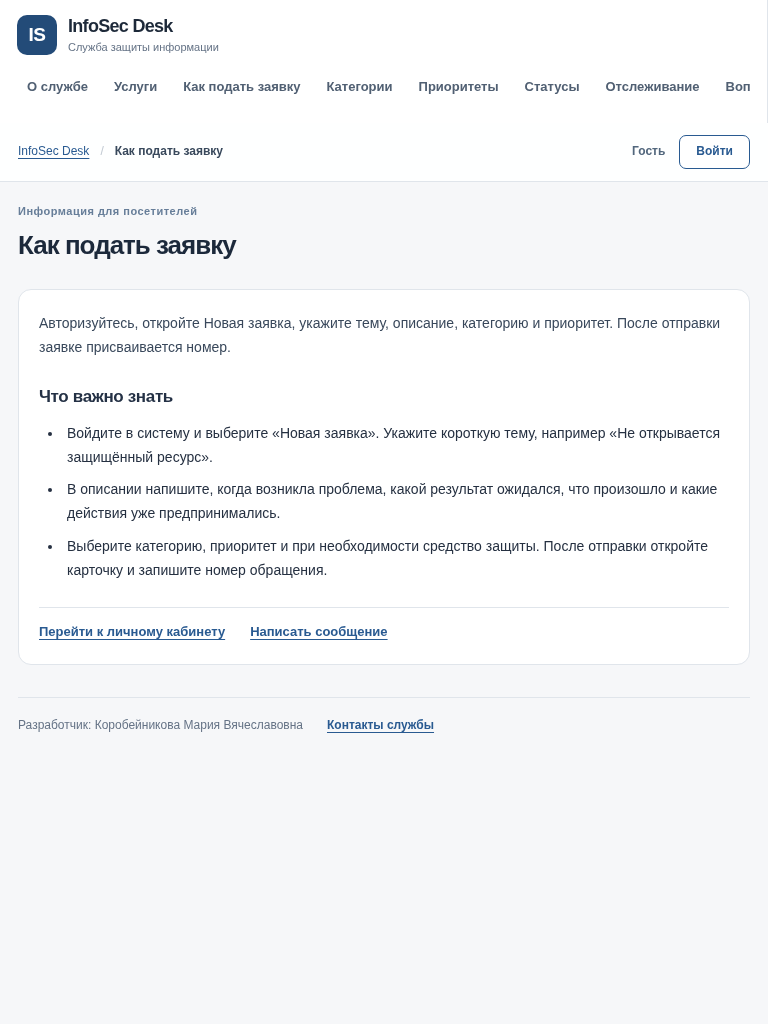 IS
InfoSec Desk
Служба защиты информации
О службе Услуги Как подать заявку Категории Приоритеты Статусы Отслеживание Воп
InfoSec Desk / Как подать заявку Гость Войти
Информация для посетителей
Как подать заявку
Авторизуйтесь, откройте Новая заявка, укажите тему, описание, категорию и приоритет. После отправки
заявке присваивается номер.
Что важно знать
• Войдите в систему и выберите «Новая заявка». Укажите короткую тему, например «Не открывается
защищённый ресурс».
• В описании напишите, когда возникла проблема, какой результат ожидался, что произошло и какие
действия уже предпринимались.
• Выберите категорию, приоритет и при необходимости средство защиты. После отправки откройте
карточку и запишите номер обращения.
Перейти к личному кабинету Написать сообщение
Разработчик: Коробейникова Мария Вячеславовна Контакты службы